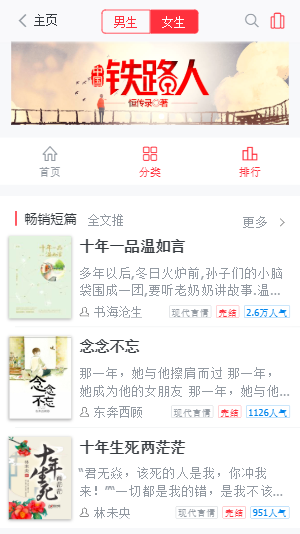 主页
男生 女生
中国铁路人
恒传录◎著
首页 分类 排行
畅销短篇 全文推 更多
十年一品温如言
多年以后,冬日火炉前,孙子们的小脑
袋围成一团,要听老奶奶讲故事.温...
书海沧生 现代言情 完结 2.6万人气
念念不忘
那一年，她与他擦肩而过 那一年，
她成为他的女朋友 那一年，她与他...
东奔西顾 现代言情 完结 1126人气
十年生死两茫茫
“君无焱，该死的人是我，你冲我
来！”“一切都是我的错，是我不该...
林未央 现代言情 完结 951人气